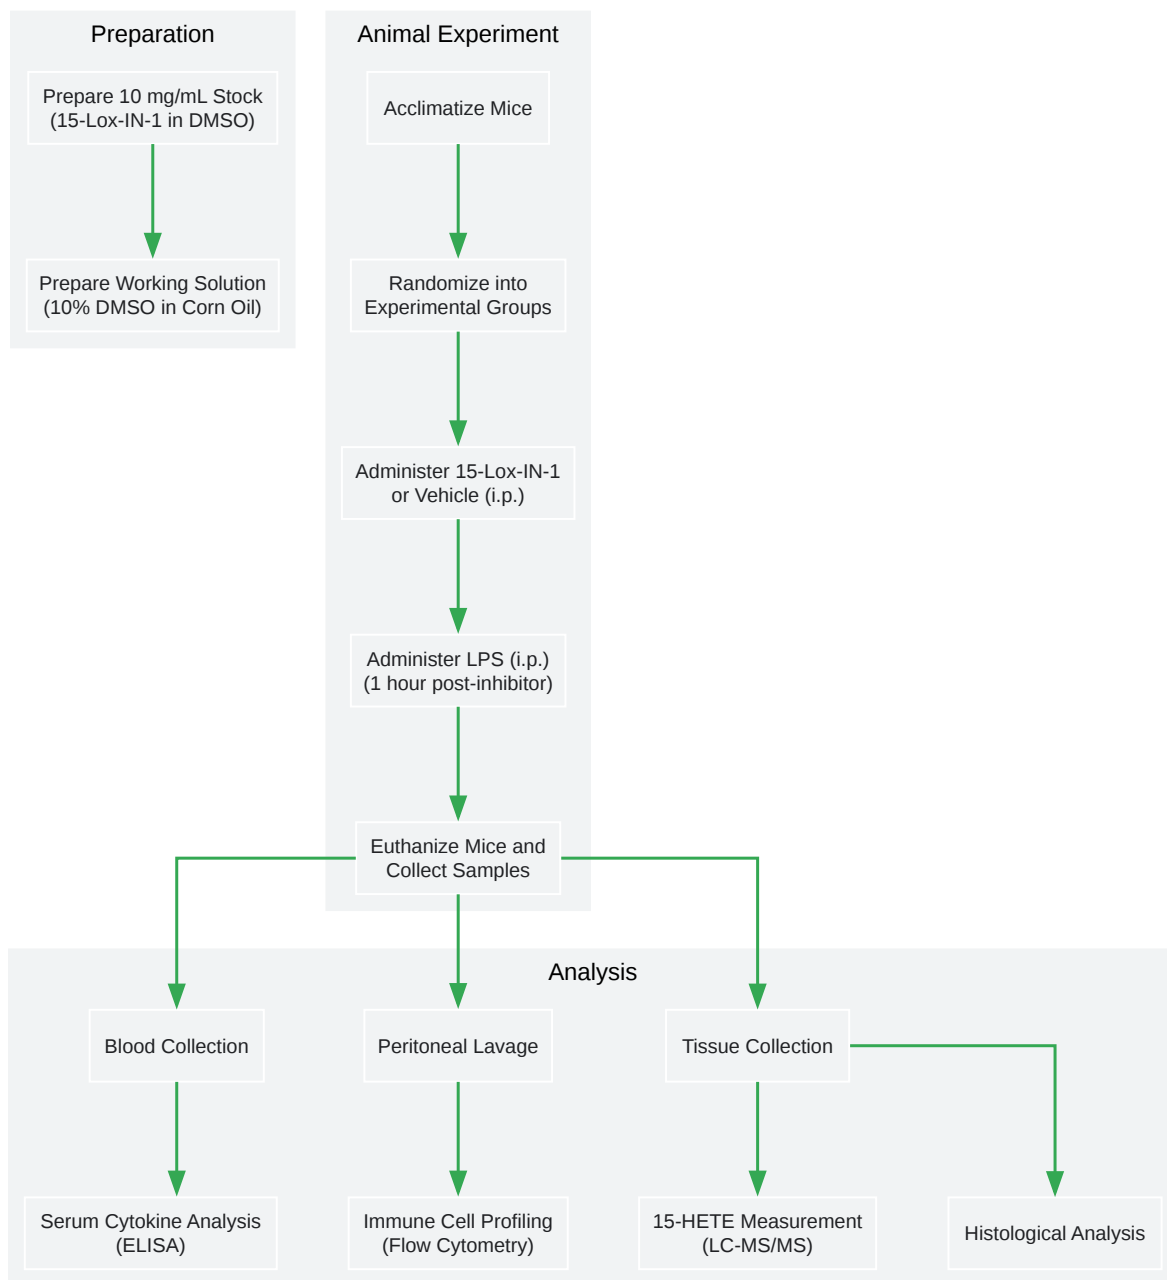 Preparation
Prepare 10 mg/mL Stock
(15-Lox-IN-1 in DMSO)
Prepare Working Solution
(10% DMSO in Corn Oil)
Animal Experiment
Acclimatize Mice
Randomize into
Experimental Groups
Administer 15-Lox-IN-1
or Vehicle (i.p.)
Administer LPS (i.p.)
(1 hour post-inhibitor)
Euthanize Mice and
Collect Samples
Analysis
Blood Collection
Peritoneal Lavage
Tissue Collection
Serum Cytokine Analysis
(ELISA)
Immune Cell Profiling
(Flow Cytometry)
15-HETE Measurement
(LC-MS/MS)
Histological Analysis